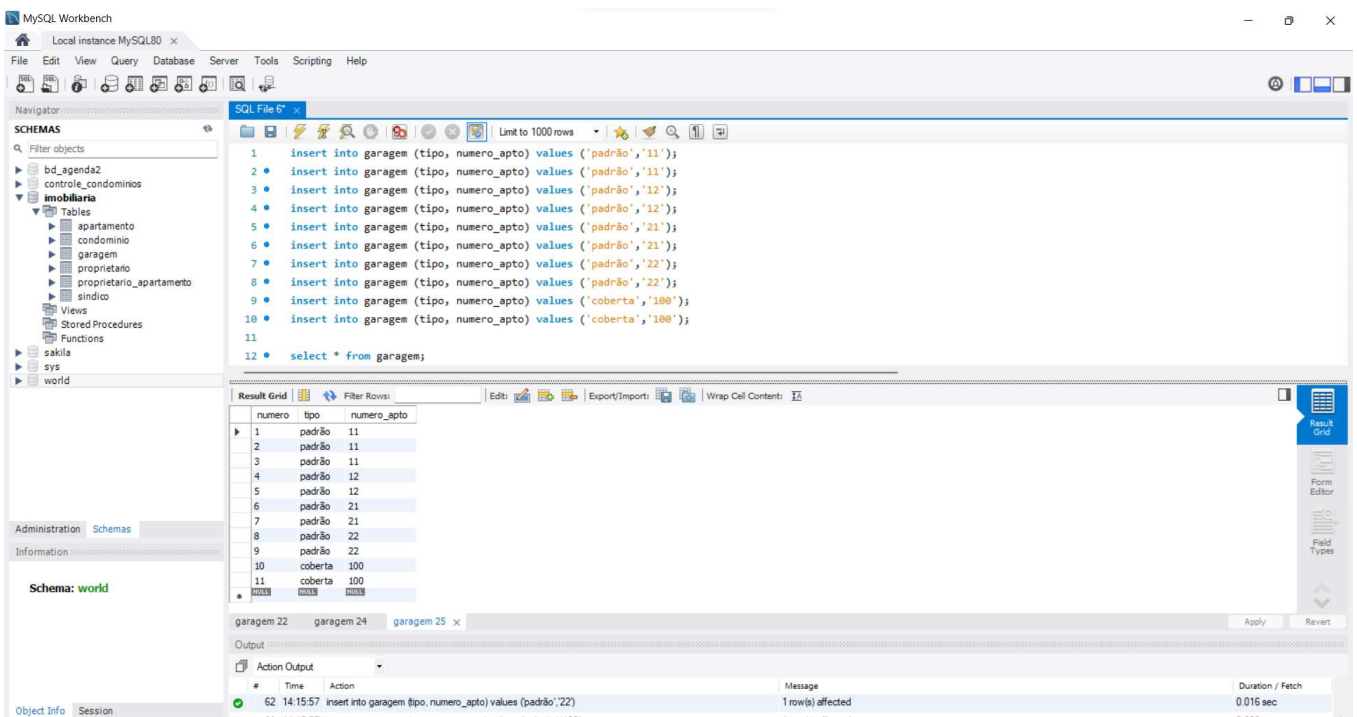 MySQL Workbench
Local instance MySQL80
File Edit View Query Database Server Tools Scripting Help
Navigator
SCHEMAS
Filter objects
bd_agenda2
controle_condominios
imobiliaria
Tables
apartamento
condominio
garagem
proprietario
proprietario_apartamento
sindico
Views
Stored Procedures
Functions
sakila
sys
world
Administration Schemas
Information
Schema: world
Object Info Session
SQL File 6*
Limit to 1000 rows
1 insert into garagem (tipo, numero_apto) values ('padrão','11');
2 insert into garagem (tipo, numero_apto) values ('padrão','11');
3 insert into garagem (tipo, numero_apto) values ('padrão','12');
4 insert into garagem (tipo, numero_apto) values ('padrão','12');
5 insert into garagem (tipo, numero_apto) values ('padrão','21');
6 insert into garagem (tipo, numero_apto) values ('padrão','21');
7 insert into garagem (tipo, numero_apto) values ('padrão','22');
8 insert into garagem (tipo, numero_apto) values ('padrão','22');
9 insert into garagem (tipo, numero_apto) values ('coberta','100');
10 insert into garagem (tipo, numero_apto) values ('coberta','100');
11
12 select * from garagem;
Result Grid Filter Rows: Edit: Export/Import: Wrap Cell Content:
numero tipo numero_apto
1 padrão 11
2 padrão 11
3 padrão 11
4 padrão 12
5 padrão 12
6 padrão 21
7 padrão 21
8 padrão 22
9 padrão 22
10 coberta 100
11 coberta 100
NULL NULL NULL
Result Grid
Form Editor
Field Types
garagem 22 garagem 24 garagem 25 Apply Revert
Output
Action Output
# Time Action Message Duration / Fetch
62 14:15:57 insert into garagem (tipo, numero_apto) values ('padrão','22') 1 row(s) affected 0.016 sec